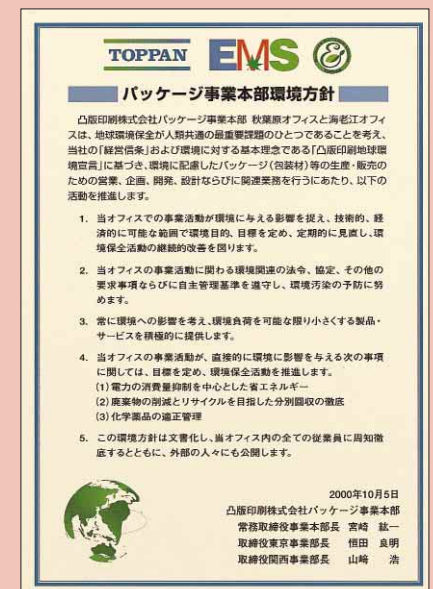 TOPPAN EMS
パッケージ事業本部環境方針
凸版印刷株式会社パッケージ事業本部 秋葉原オフィスと海老江オフィ
スは、地球環境保全が人類共通の最重要課題のひとつであることを考え、
当社の「経営信条」および環境に対する基本理念である「凸版印刷地球環
境宣言」に基づき、環境に配慮したパッケージ(包装材)等の生産・販売の
ための営業、企画、開発、設計ならびに関連業務を行うにあたり、以下の
活動を推進します。
1. 当オフィスでの事業活動が環境に与える影響を捉え、技術的、経
済的に可能な範囲で環境目的、目標を定め、定期的に見直し、環
境保全活動の継続的改善を図ります。
2. 当オフィスの事業活動に関わる環境関連の法令、協定、その他の
要求事項ならびに自主管理基準を遵守し、環境汚染の予防に努
めます。
3. 常に環境への影響を考え、環境負荷を可能な限り小さくする製品・
サービスを積極的に提供します。
4. 当オフィスの事業活動が、直接的に環境に影響を与える次の事項
に関しては、目標を定め、環境保全活動を推進します。
(1)電力の消費量抑制を中心とした省エネルギー
(2)廃棄物の削減とリサイクルを目指した分別回収の徹底
(3)化学薬品の適正管理
5. この環境方針は文書化し、当オフィス内の全ての従業員に周知徹
底するとともに、外部の人々にも公開します。
2000年10月5日
凸版印刷株式会社パッケージ事業本部
常務取締役事業本部長 宮崎 紘一
取締役東京事業部長 恒田 良明
取締役関西事業部長 山﨑 浩